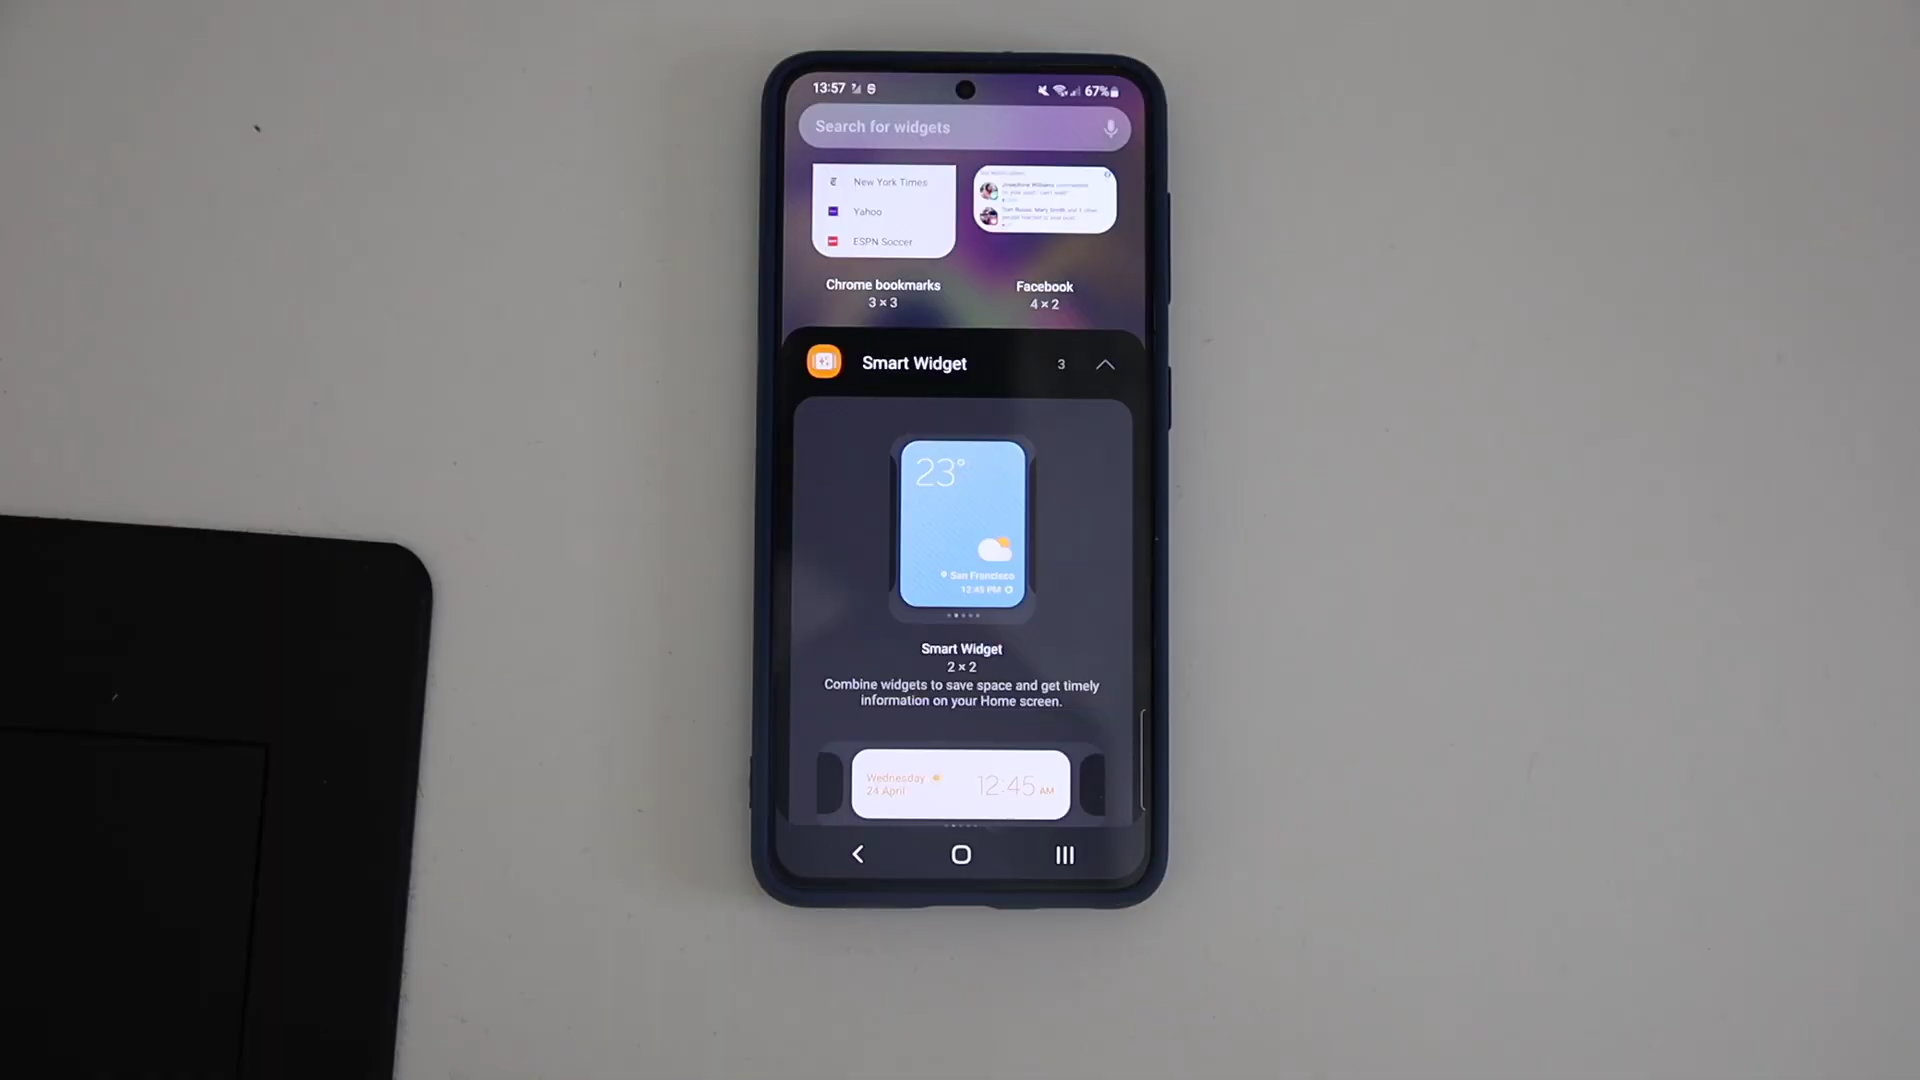 13:57
67%
Search for widgets
New York Times
Yahoo
ESPN Soccer
Chrome bookmarks
3 × 3
Facebook
4 × 2
Smart Widget
3
23°
San Francisco
12:45 PM
Smart Widget
2 × 2
Combine widgets to save space and get timely
information on your Home screen.
Wednesday
24 April
12:45 AM